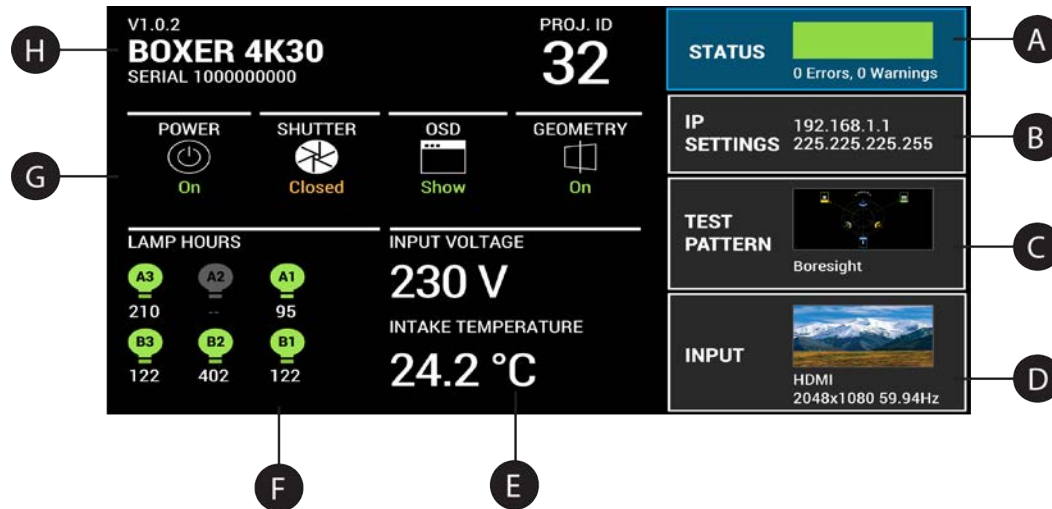 V1.0.2
BOXER 4K30
SERIAL 1000000000
PROJ. ID
32
POWER
On
SHUTTER
Closed
OSD
Show
GEOMETRY
On
LAMP HOURS
A3 A2 A1
210 -- 95
B3 B2 B1
122 402 122
INPUT VOLTAGE
230 V
INTAKE TEMPERATURE
24.2 °C
STATUS
0 Errors, 0 Warnings
IP
SETTINGS
192.168.1.1
225.225.225.255
TEST
PATTERN
Boresight
INPUT
HDMI
2048x1080 59.94Hz
A
B
C
D
E
F
G
H